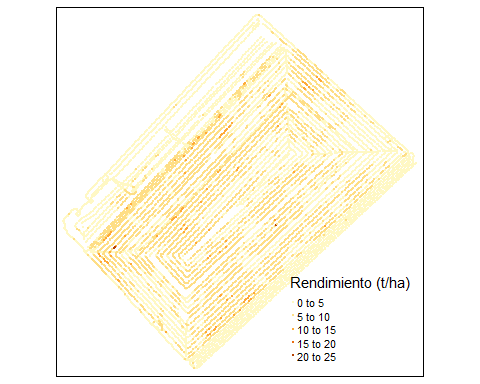 Rendimiento (t/ha)
0 to 5
5 to 10
10 to 15
15 to 20
20 to 25